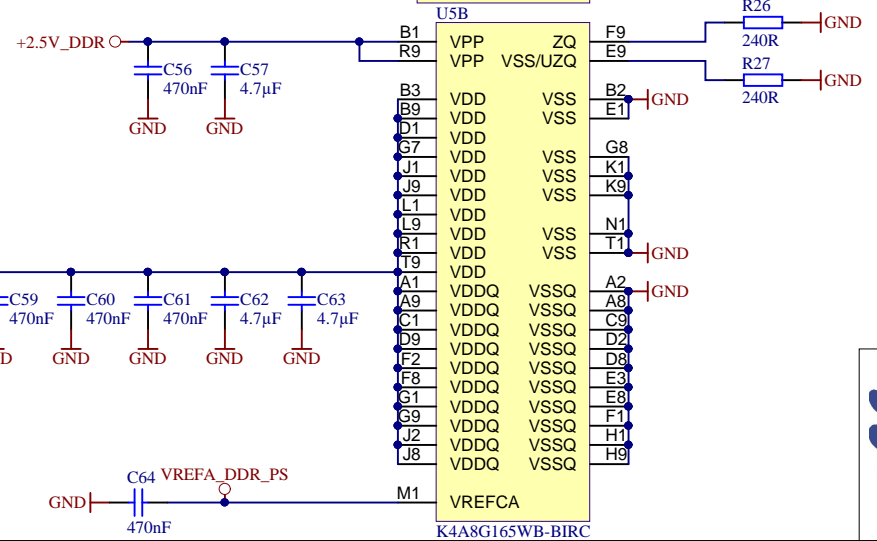 U5B
R26
+2.5V_DDR
B1
VPP
ZQ
F9
GND
R9
VPP
VSS/UZQ
E9
240R
C56
C57
R27
470nF
4.7µF
GND
B3
VDD
VSS
B2
GND
240R
B9
VDD
VSS
E1
GND
GND
D1
VDD
G7
VDD
VSS
G8
J1
VDD
VSS
K1
J9
VDD
VSS
K9
L1
VDD
L9
VDD
VSS
N1
R1
VDD
VSS
T1
GND
T9
VDD
A1
VDDQ
VSSQ
A2
GND
C59
C60
C61
C62
C63
A9
VDDQ
VSSQ
A8
470nF
470nF
470nF
4.7µF
4.7µF
C1
VDDQ
VSSQ
C9
D9
VDDQ
VSSQ
D2
D
GND
GND
GND
GND
F2
VDDQ
VSSQ
D8
F8
VDDQ
VSSQ
E3
G1
VDDQ
VSSQ
E8
G9
VDDQ
VSSQ
F1
J2
VDDQ
VSSQ
H1
J8
VDDQ
VSSQ
H9
C64
VREFA_DDR_PS
GND
M1
VREFCA
470nF
K4A8G165WB-BIRC